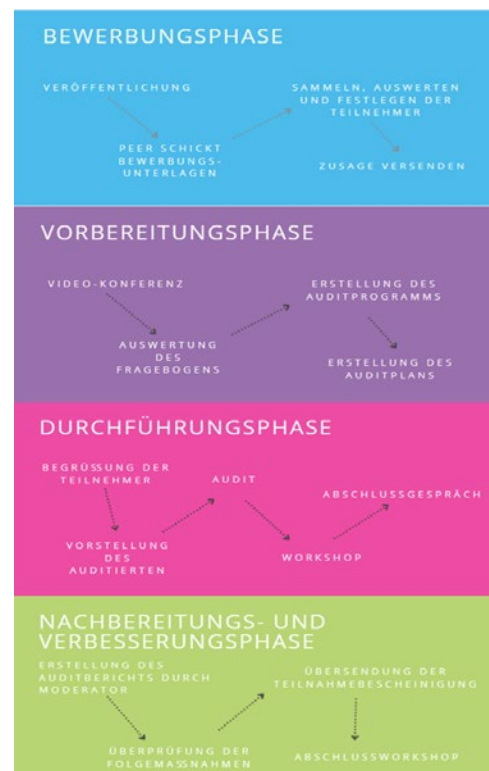 BEWERBUNGSPHASE
VERÖFFENTLICHUNG
PEER SCHICKT
BEWERBUNGS-
UNTERLAGEN
SAMMELN, AUSWERTEN
UND FESTLEGEN DER
TEILNEHMER
ZUSAGE VERSENDEN
VORBEREITUNGSPHASE
VIDEO-KONFERENZ
AUSWERTUNG
DES
FRAGEBOGENS
ERSTELLUNG DES
AUDITPROGRAMMS
ERSTELLUNG DES
AUDITPLANS
DURCHFÜHRUNGSPHASE
BEGRÜSSUNG DER
TEILNEHMER
VORSTELLUNG
DES
AUDITIERTEN
AUDIT
WORKSHOP
ABSCHLUSSGESPRÄCH
NACHBEREITUNGS- UND
VERBESSERUNGSPHASE
ERSTELLUNG DES
AUDITBERICHTS DURCH
MODERATOR
ÜBERPRÜFUNG DER
FOLGEMASSNAHMEN
ÜBERSENDUNG DER
TEILNAHMEBESCHEINIGUNG
ABSCHLUSSWORKSHOP